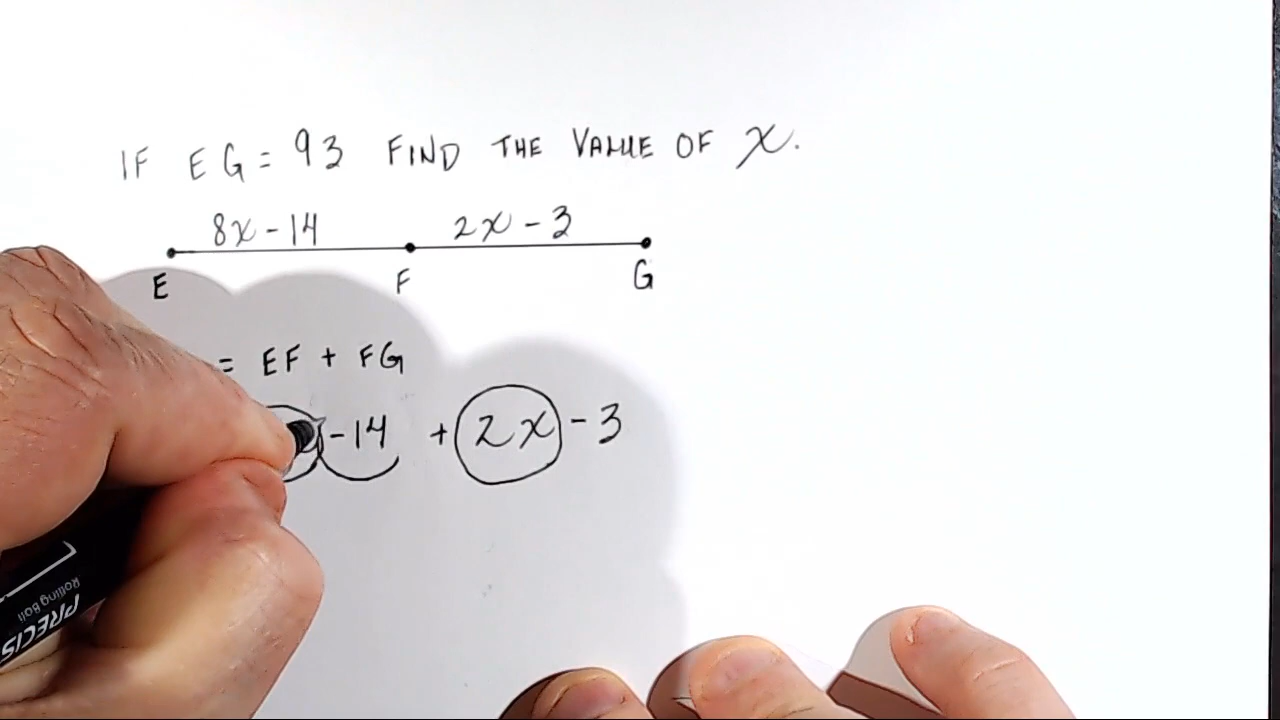 IF EG = 93 FIND THE VALUE OF x.
8x - 14 2x - 3
E F G
= EF + FG
- 14 + 2x - 3
Rolling Ball
PRECIS